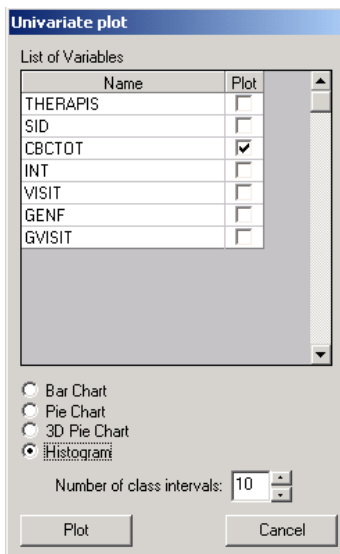 Univariate plot
List of Variables
Name Plot
THERAPIS
SID
CBCTOT
INT
VISIT
GENF
GVISIT
Bar Chart
Pie Chart
3D Pie Chart
Histogram
Number of class intervals: 10
Plot Cancel